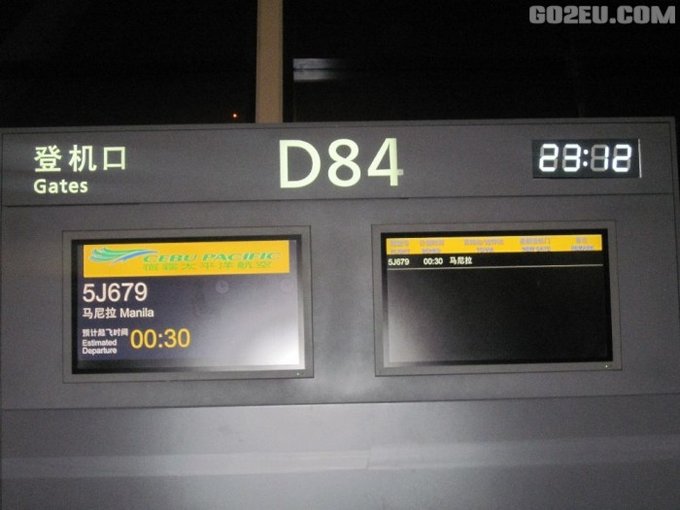 GO2EU.COM
登机口
Gates
D84
23:12
CEBU PACIFIC
宿務太平洋航空
5J679
马尼拉 Manila
预计起飞时间
Estimated
Departure
00:30
5J679 00:30 马尼拉